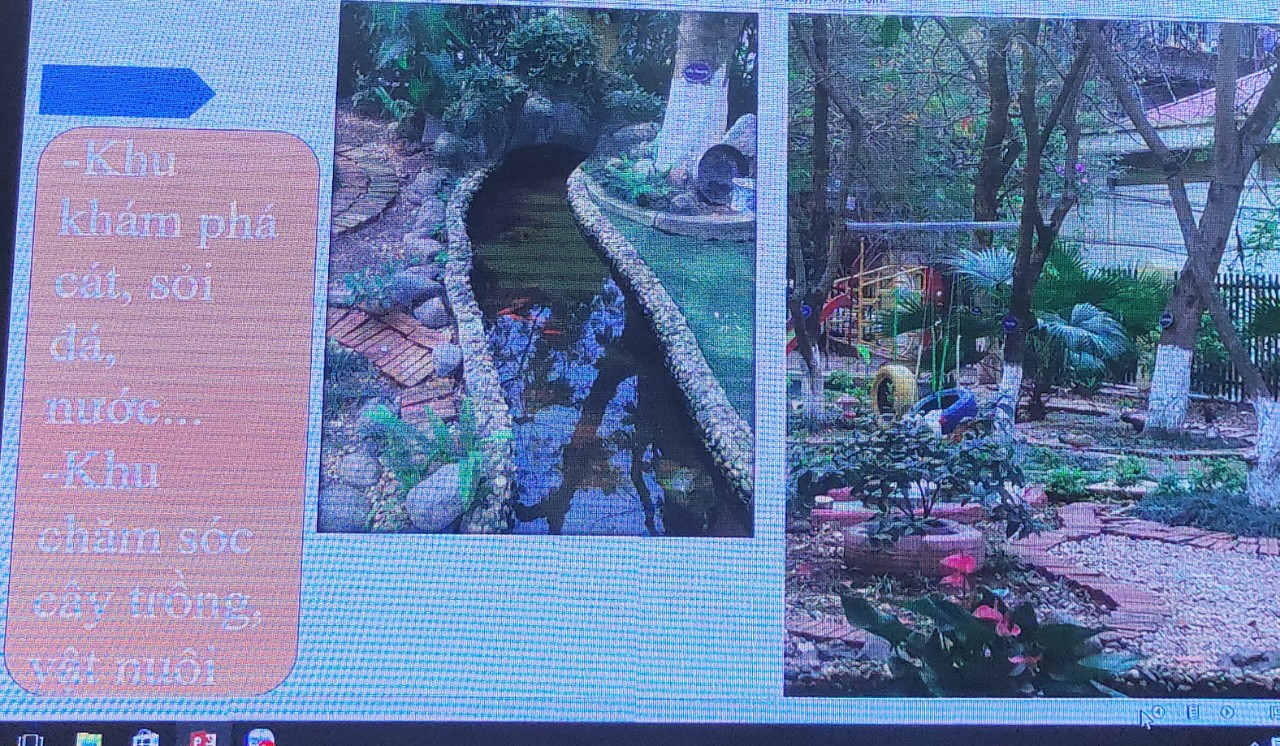 -Khu
khám phá
cát, sỏi
đá,
nước...
-Khu
chăm sóc
cây trồng,
vật nuôi